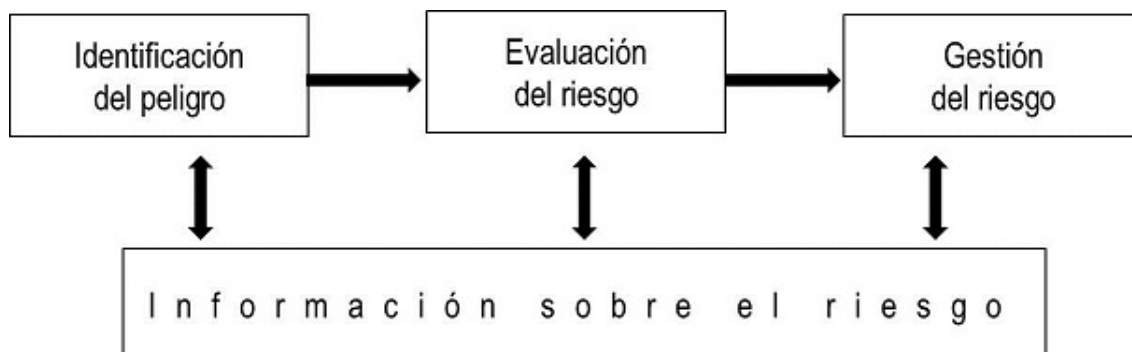 Identificación
del peligro
Evaluación
del riesgo
Gestión
del riesgo
Información sobre el riesgo